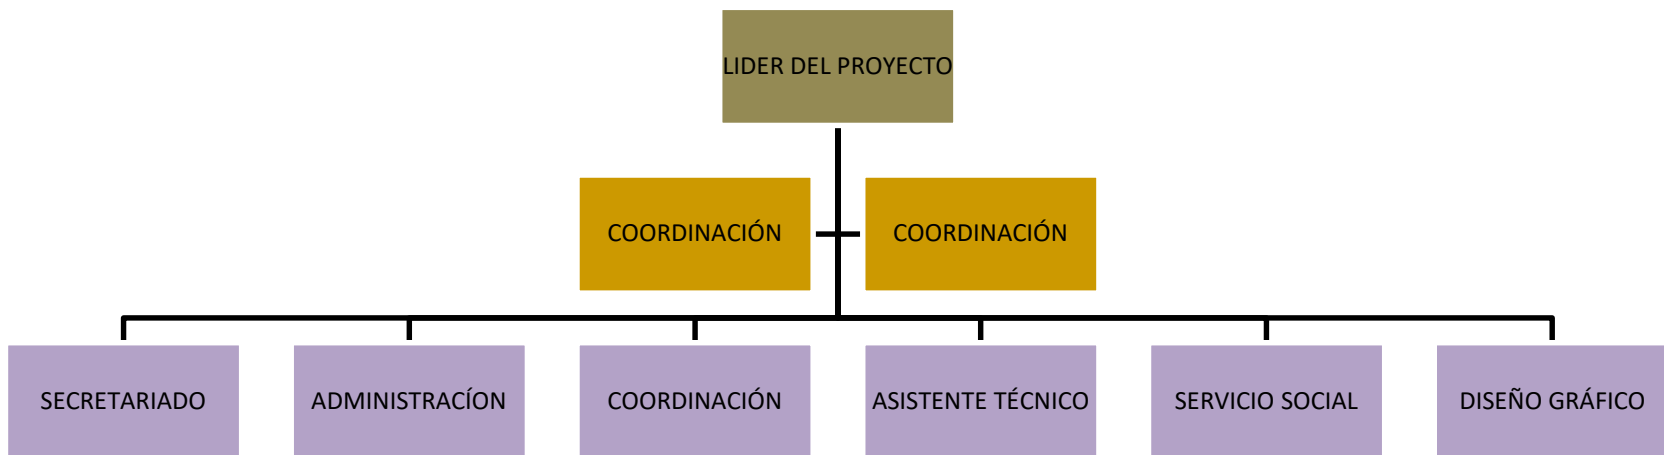 LIDER DEL PROYECTO
COORDINACIÓN
COORDINACIÓN
SECRETARIADO
ADMINISTRACÍON
COORDINACIÓN
ASISTENTE TÉCNICO
SERVICIO SOCIAL
DISEÑO GRÁFICO